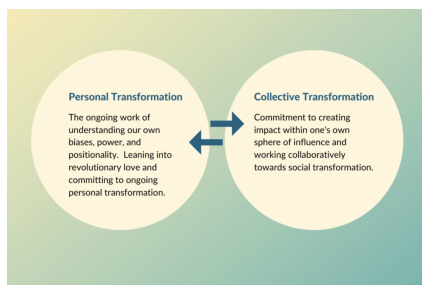 Personal Transformation
The ongoing work of
understanding our own
biases, power, and
positionality.  Leaning into
revolutionary love and
committing to ongoing
personal transformation.
Collective Transformation
Commitment to creating
impact within one's own
sphere of influence and
working collaboratively
towards social transformation.